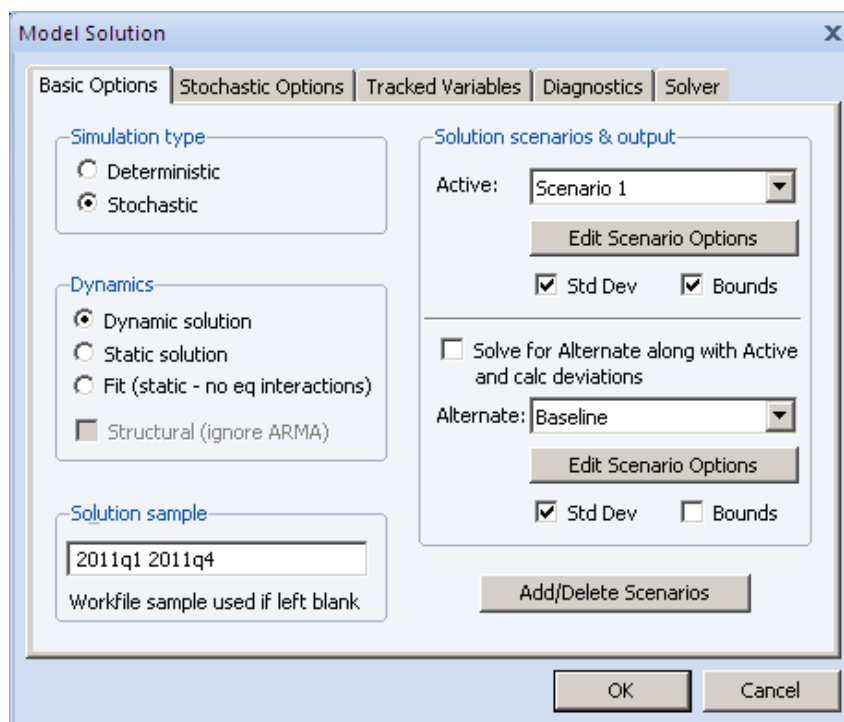 Model Solution
Basic Options
Stochastic Options
Tracked Variables
Diagnostics
Solver
Simulation type
Deterministic
Stochastic
Dynamics
Dynamic solution
Static solution
Fit (static - no eq interactions)
Structural (ignore ARMA)
Solution sample
2011q1 2011q4
Workfile sample used if left blank
Solution scenarios & output
Active:
Scenario 1
Edit Scenario Options
Std Dev
Bounds
Solve for Alternate along with Active
and calc deviations
Alternate:
Baseline
Edit Scenario Options
Std Dev
Bounds
Add/Delete Scenarios
OK
Cancel